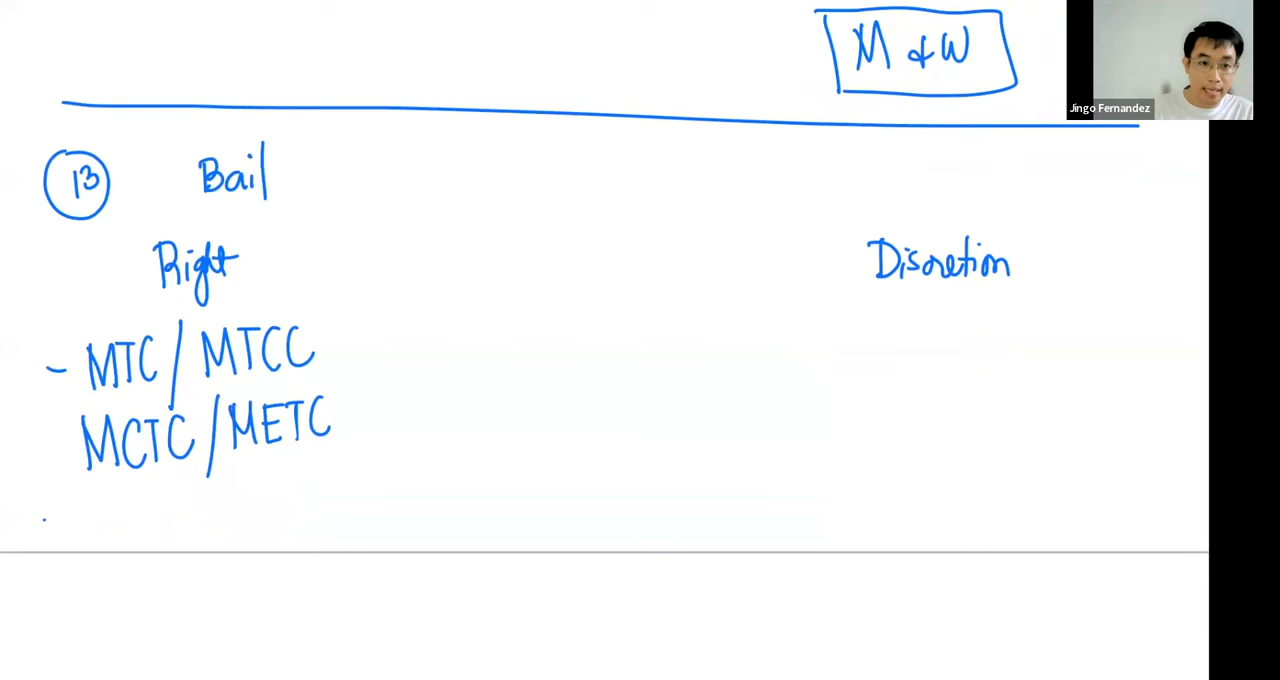 M & W
Jingo Fernandez
13 Bail
Right Discretion
- MTC / MTCC
MCTC / METC